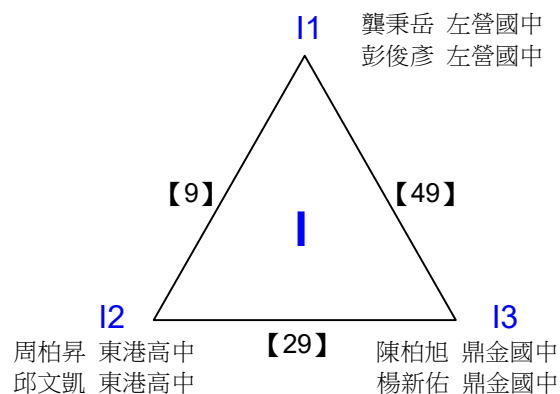 I1
龔秉岳 左營國中
彭俊彥 左營國中
【9】
【49】
I
I2
I3
周柏昇 東港高中
邱文凱 東港高中
【29】
陳柏旭 鼎金國中
楊新佑 鼎金國中